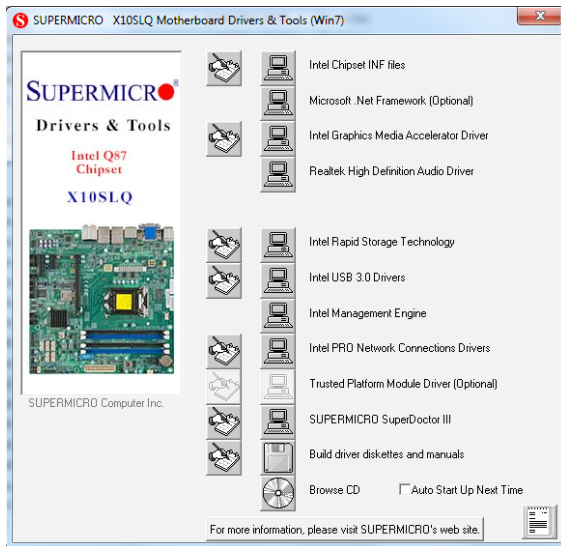 SUPERMICRO X10SLQ Motherboard Drivers & Tools (Win7)
SUPERMICRO®
Drivers & Tools
Intel Q87
Chipset
X10SLQ
SUPERMICRO Computer Inc.
Intel Chipset INF files
Microsoft .Net Framework (Optional)
Intel Graphics Media Accelerator Driver
Realtek High Definition Audio Driver
Intel Rapid Storage Technology
Intel USB 3.0 Drivers
Intel Management Engine
Intel PRO Network Connections Drivers
Trusted Platform Module Driver (Optional)
SUPERMICRO SuperDoctor III
Build driver diskettes and manuals
Browse CD Auto Start Up Next Time
For more information, please visit SUPERMICRO's web site.